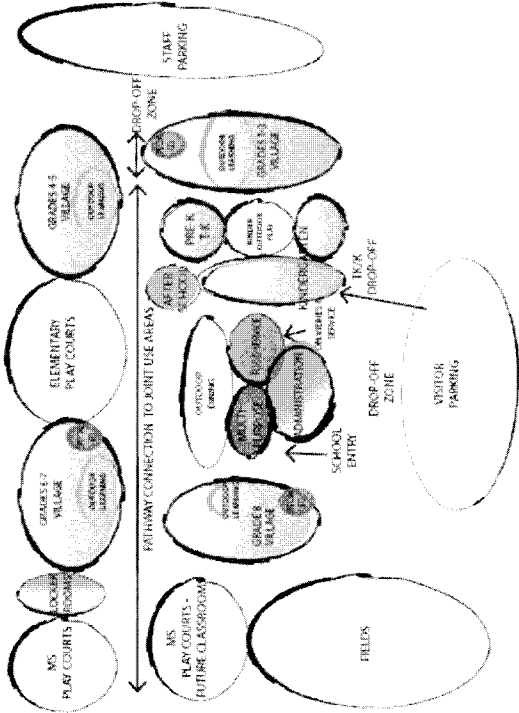 MS
PLAY COURTS
LOCKER
ROOMS
GRADES 6-7
VILLAGE
OUTDOOR
LEARNING
ELEMENTARY
PLAY COURTS
GRADES 4-5
VILLAGE
OUTDOOR
LEARNING
DROP-OFF
ZONE
STAFF
PARKING
PATHWAY CONNECTION TO JOINT USE AREAS
MS
PLAY COURTS -
FUTURE CLASSROOMS
GRADE 8
VILLAGE
OUTDOOR
LEARNING
OUTDOOR
DINING
MULTI-
PURPOSE
ADMINISTRATION
AFTER
SCHOOL
PRE-K
T-K
KINDER
OUTDOOR
PLAY
KINDERGARTEN
OUTDOOR
LEARNING
VILLAGE
SCHOOL
ENTRY
SERVICE
TK/K
DROP-OFF
DROP-OFF
ZONE
FIELDS
VISITOR
PARKING